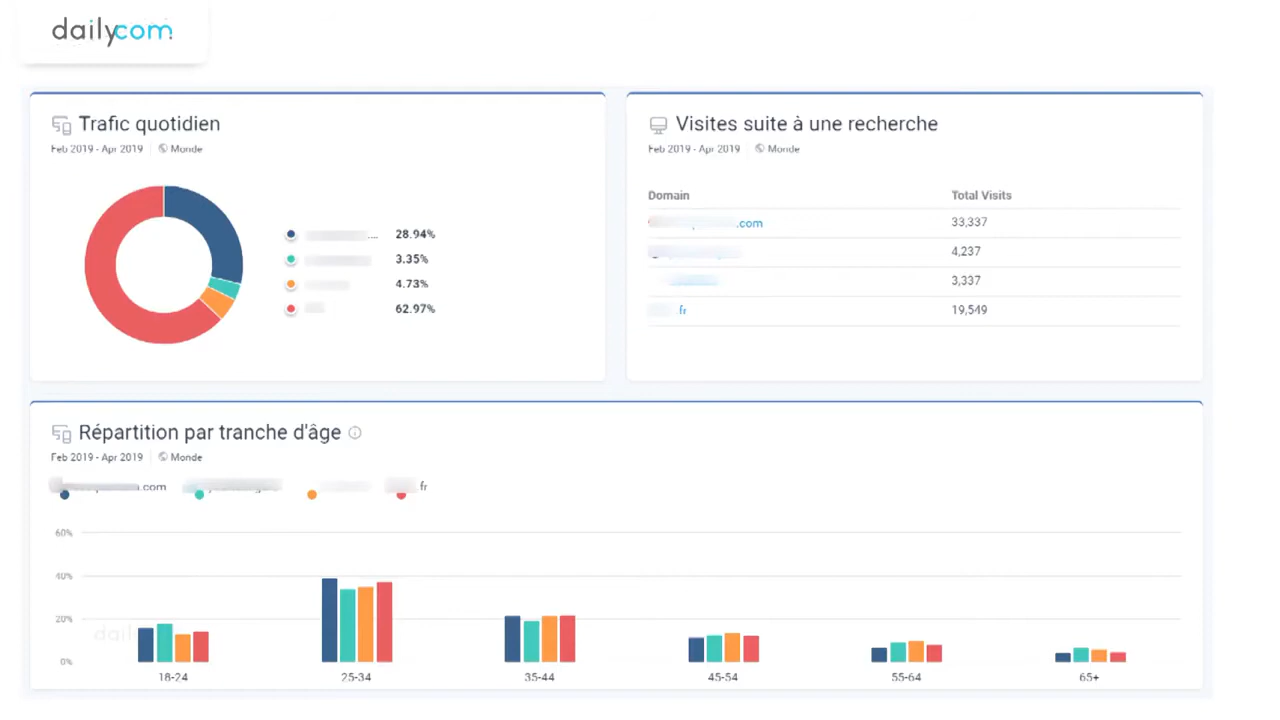 dailycom.
Trafic quotidien
Feb 2019 - Apr 2019 Monde
.... 28.94%
3.35%
4.73%
62.97%
Visites suite à une recherche
Feb 2019 - Apr 2019 Monde
Domain Total Visits
.com 33,337
4,237
3,337
.fr 19,549
Répartition par tranche d'âge
Feb 2019 - Apr 2019 Monde
.com .fr
60%
40%
20%
0%
dail
18-24 25-34 35-44 45-54 55-64 65+